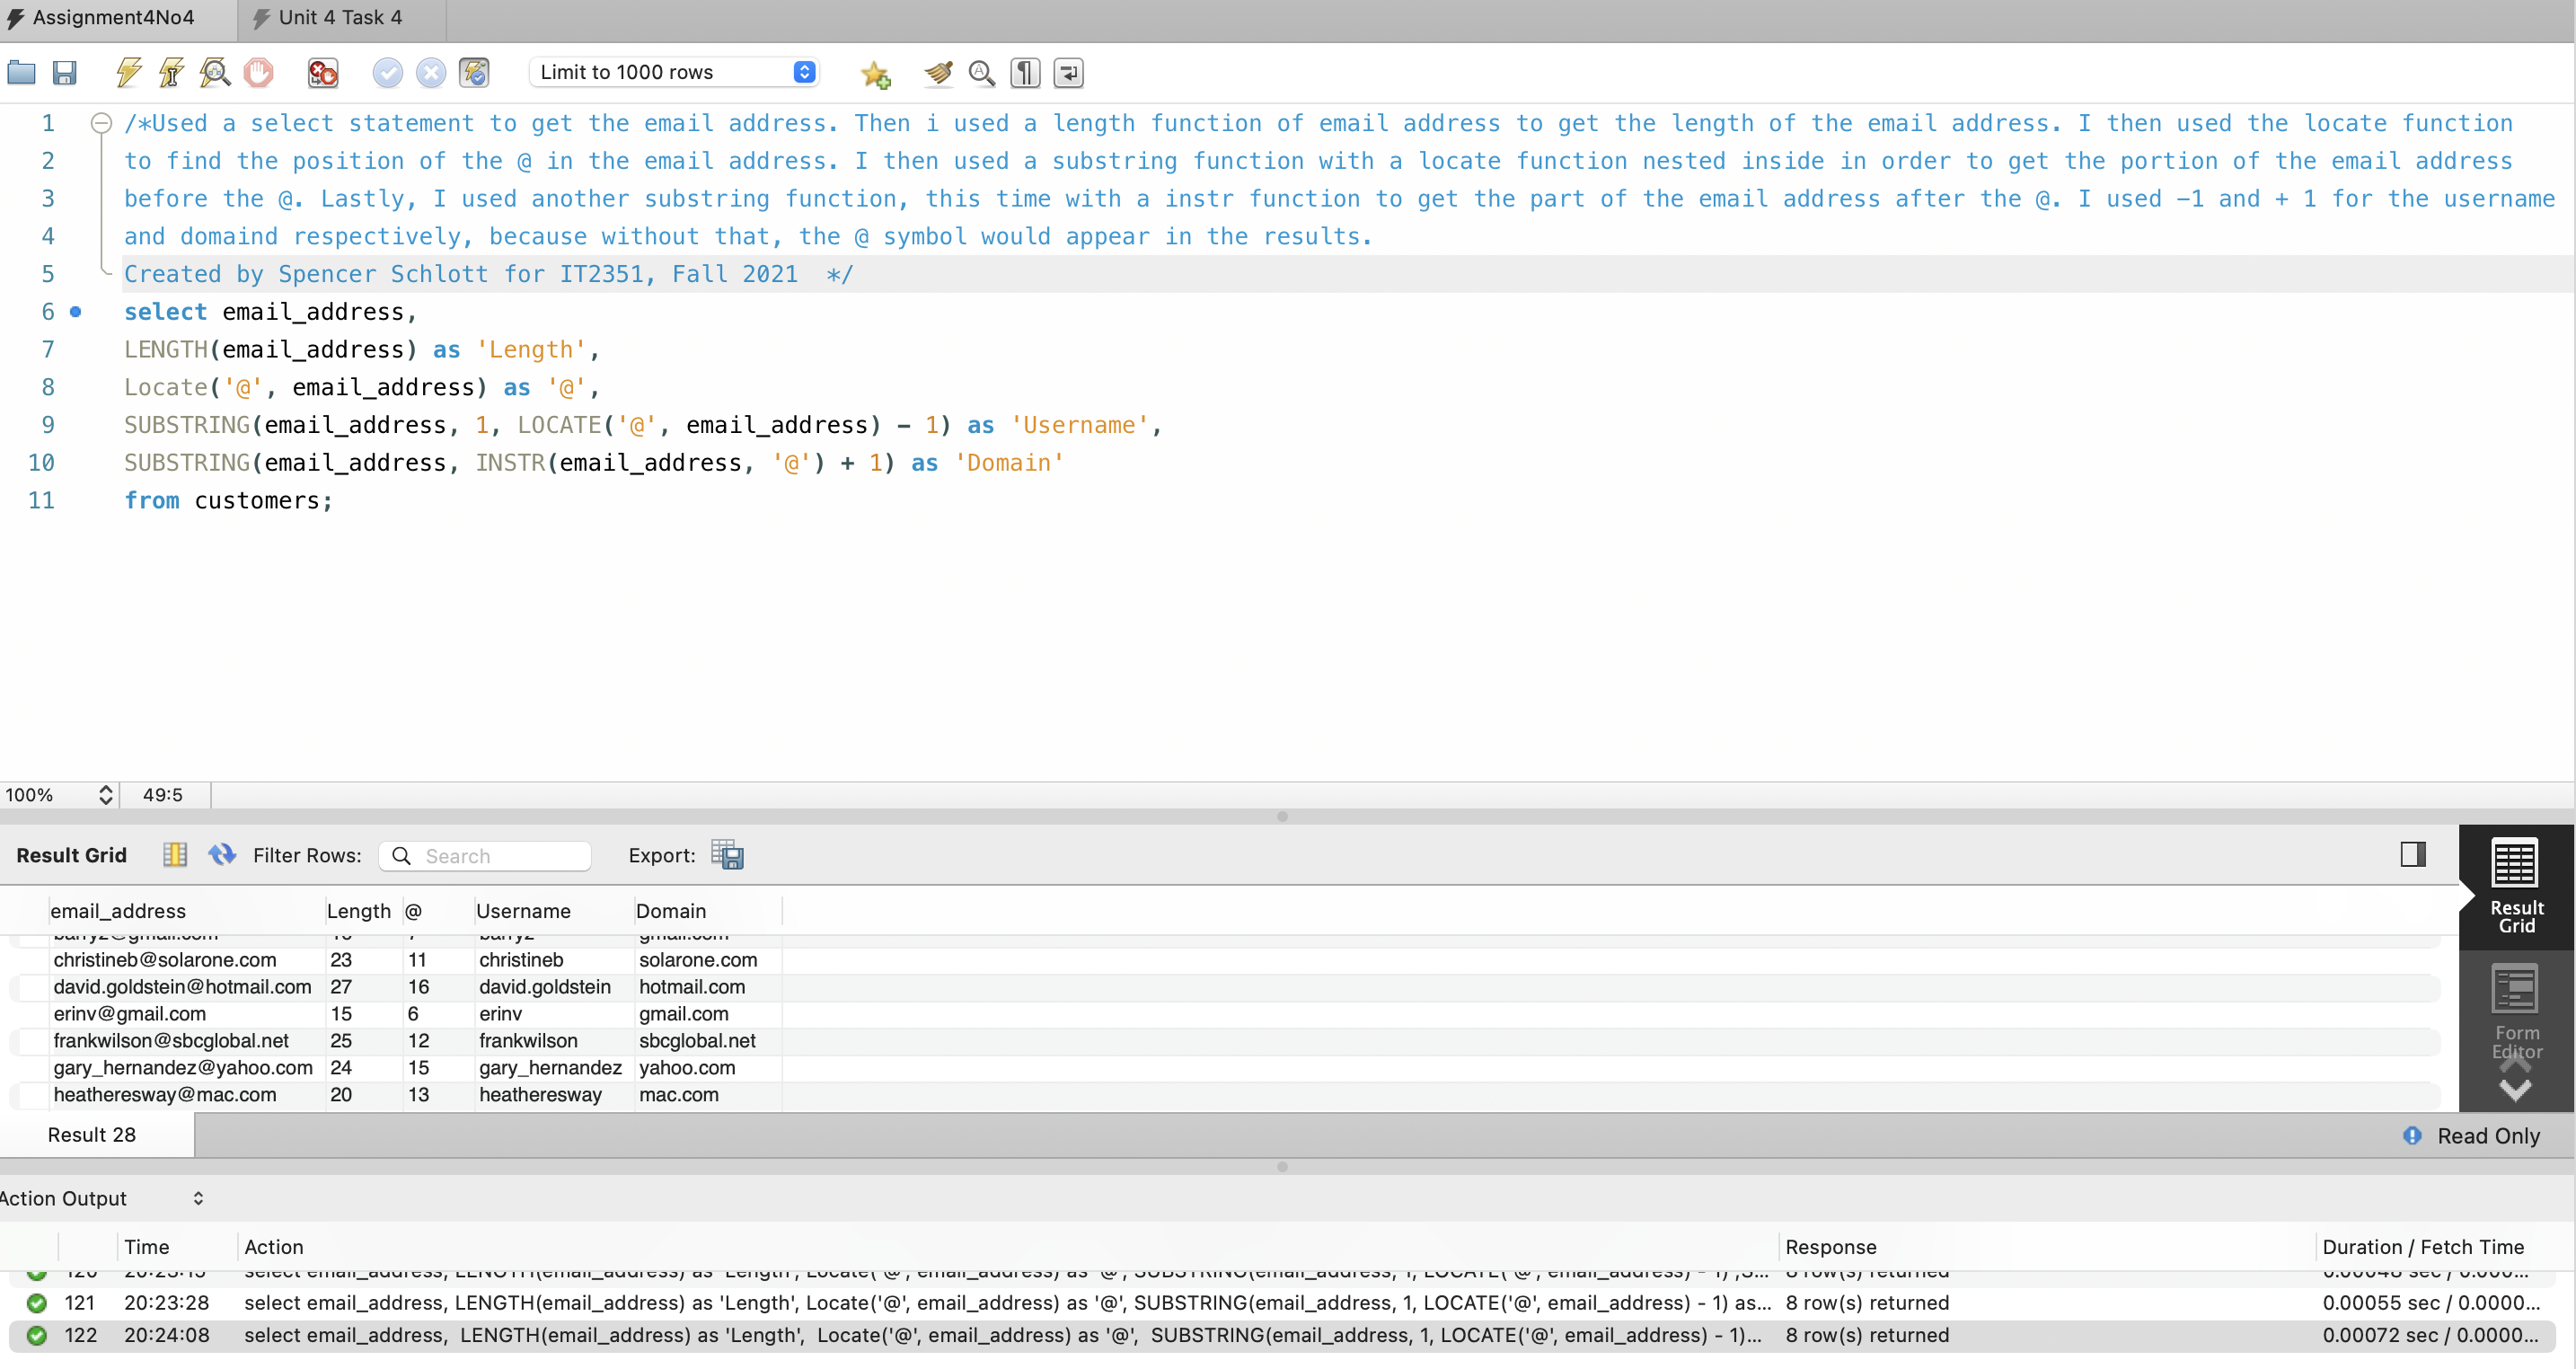 Assignment4No4 Unit 4 Task 4
Limit to 1000 rows
1 /*Used a select statement to get the email address. Then i used a length function of email address to get the length of the email address. I then used the locate function
2 to find the position of the @ in the email address. I then used a substring function with a locate function nested inside in order to get the portion of the email address
3 before the @. Lastly, I used another substring function, this time with a instr function to get the part of the email address after the @. I used -1 and + 1 for the username
4 and domaind respectively, because without that, the @ symbol would appear in the results.
5 Created by Spencer Schlott for IT2351, Fall 2021  */
6 select email_address,
7 LENGTH(email_address) as 'Length',
8 Locate('@', email_address) as '@',
9 SUBSTRING(email_address, 1, LOCATE('@', email_address) - 1) as 'Username',
10 SUBSTRING(email_address, INSTR(email_address, '@') + 1) as 'Domain'
11 from customers;
100% 49:5
Result Grid Filter Rows: Search Export:
email_address Length @ Username Domain
christineb@solarone.com 23 11 christineb solarone.com
david.goldstein@hotmail.com 27 16 david.goldstein hotmail.com
erinv@gmail.com 15 6 erinv gmail.com
frankwilson@sbcglobal.net 25 12 frankwilson sbcglobal.net
gary_hernandez@yahoo.com 24 15 gary_hernandez yahoo.com
heatheresway@mac.com 20 13 heatheresway mac.com
Result
Grid
Form
Editor
Result 28 Read Only
Action Output
Time Action Response Duration / Fetch Time
121 20:23:28 select email_address, LENGTH(email_address) as 'Length', Locate('@', email_address) as '@', SUBSTRING(email_address, 1, LOCATE('@', email_address) - 1) as... 8 row(s) returned 0.00055 sec / 0.0000...
122 20:24:08 select email_address,  LENGTH(email_address) as 'Length',  Locate('@', email_address) as '@',  SUBSTRING(email_address, 1, LOCATE('@', email_address) - 1)... 8 row(s) returned 0.00072 sec / 0.0000...